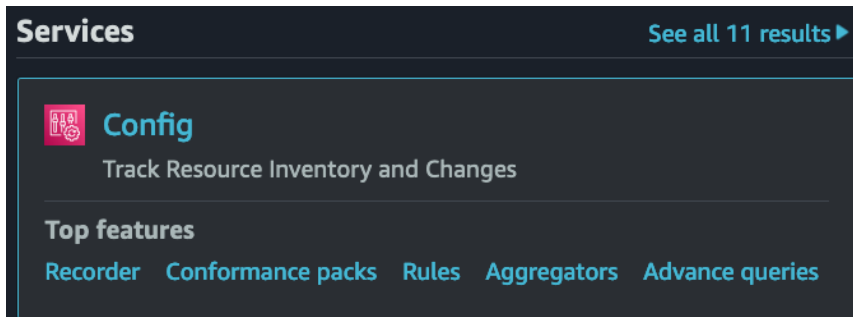 Services
See all 11 results
Config
Track Resource Inventory and Changes
Top features
Recorder Conformance packs Rules Aggregators Advance queries